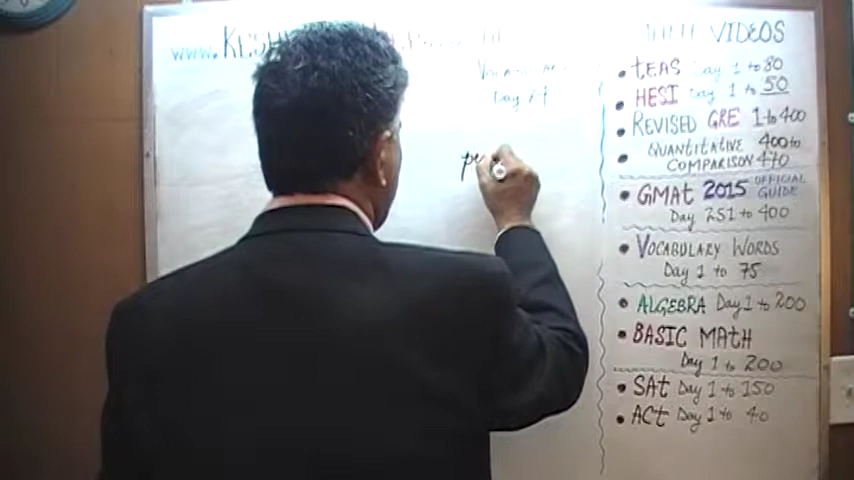 www.
VIDEOS
• TEAS Day 1 to 80
• HESI Day 1 to 50
• REVISED GRE 1 to 400
• QUANTITATIVE 400 to
COMPARISON 470
• GMAT 2015 OFFICIAL GUIDE
Day 251 to 400
• VOCABULARY WORDS
Day 1 to 75
• ALGEBRA Day 1 to 200
• BASIC MATH
Day 1 to 200
• SAT Day 1 to 150
• ACT Day 1 to 40
Day
pe